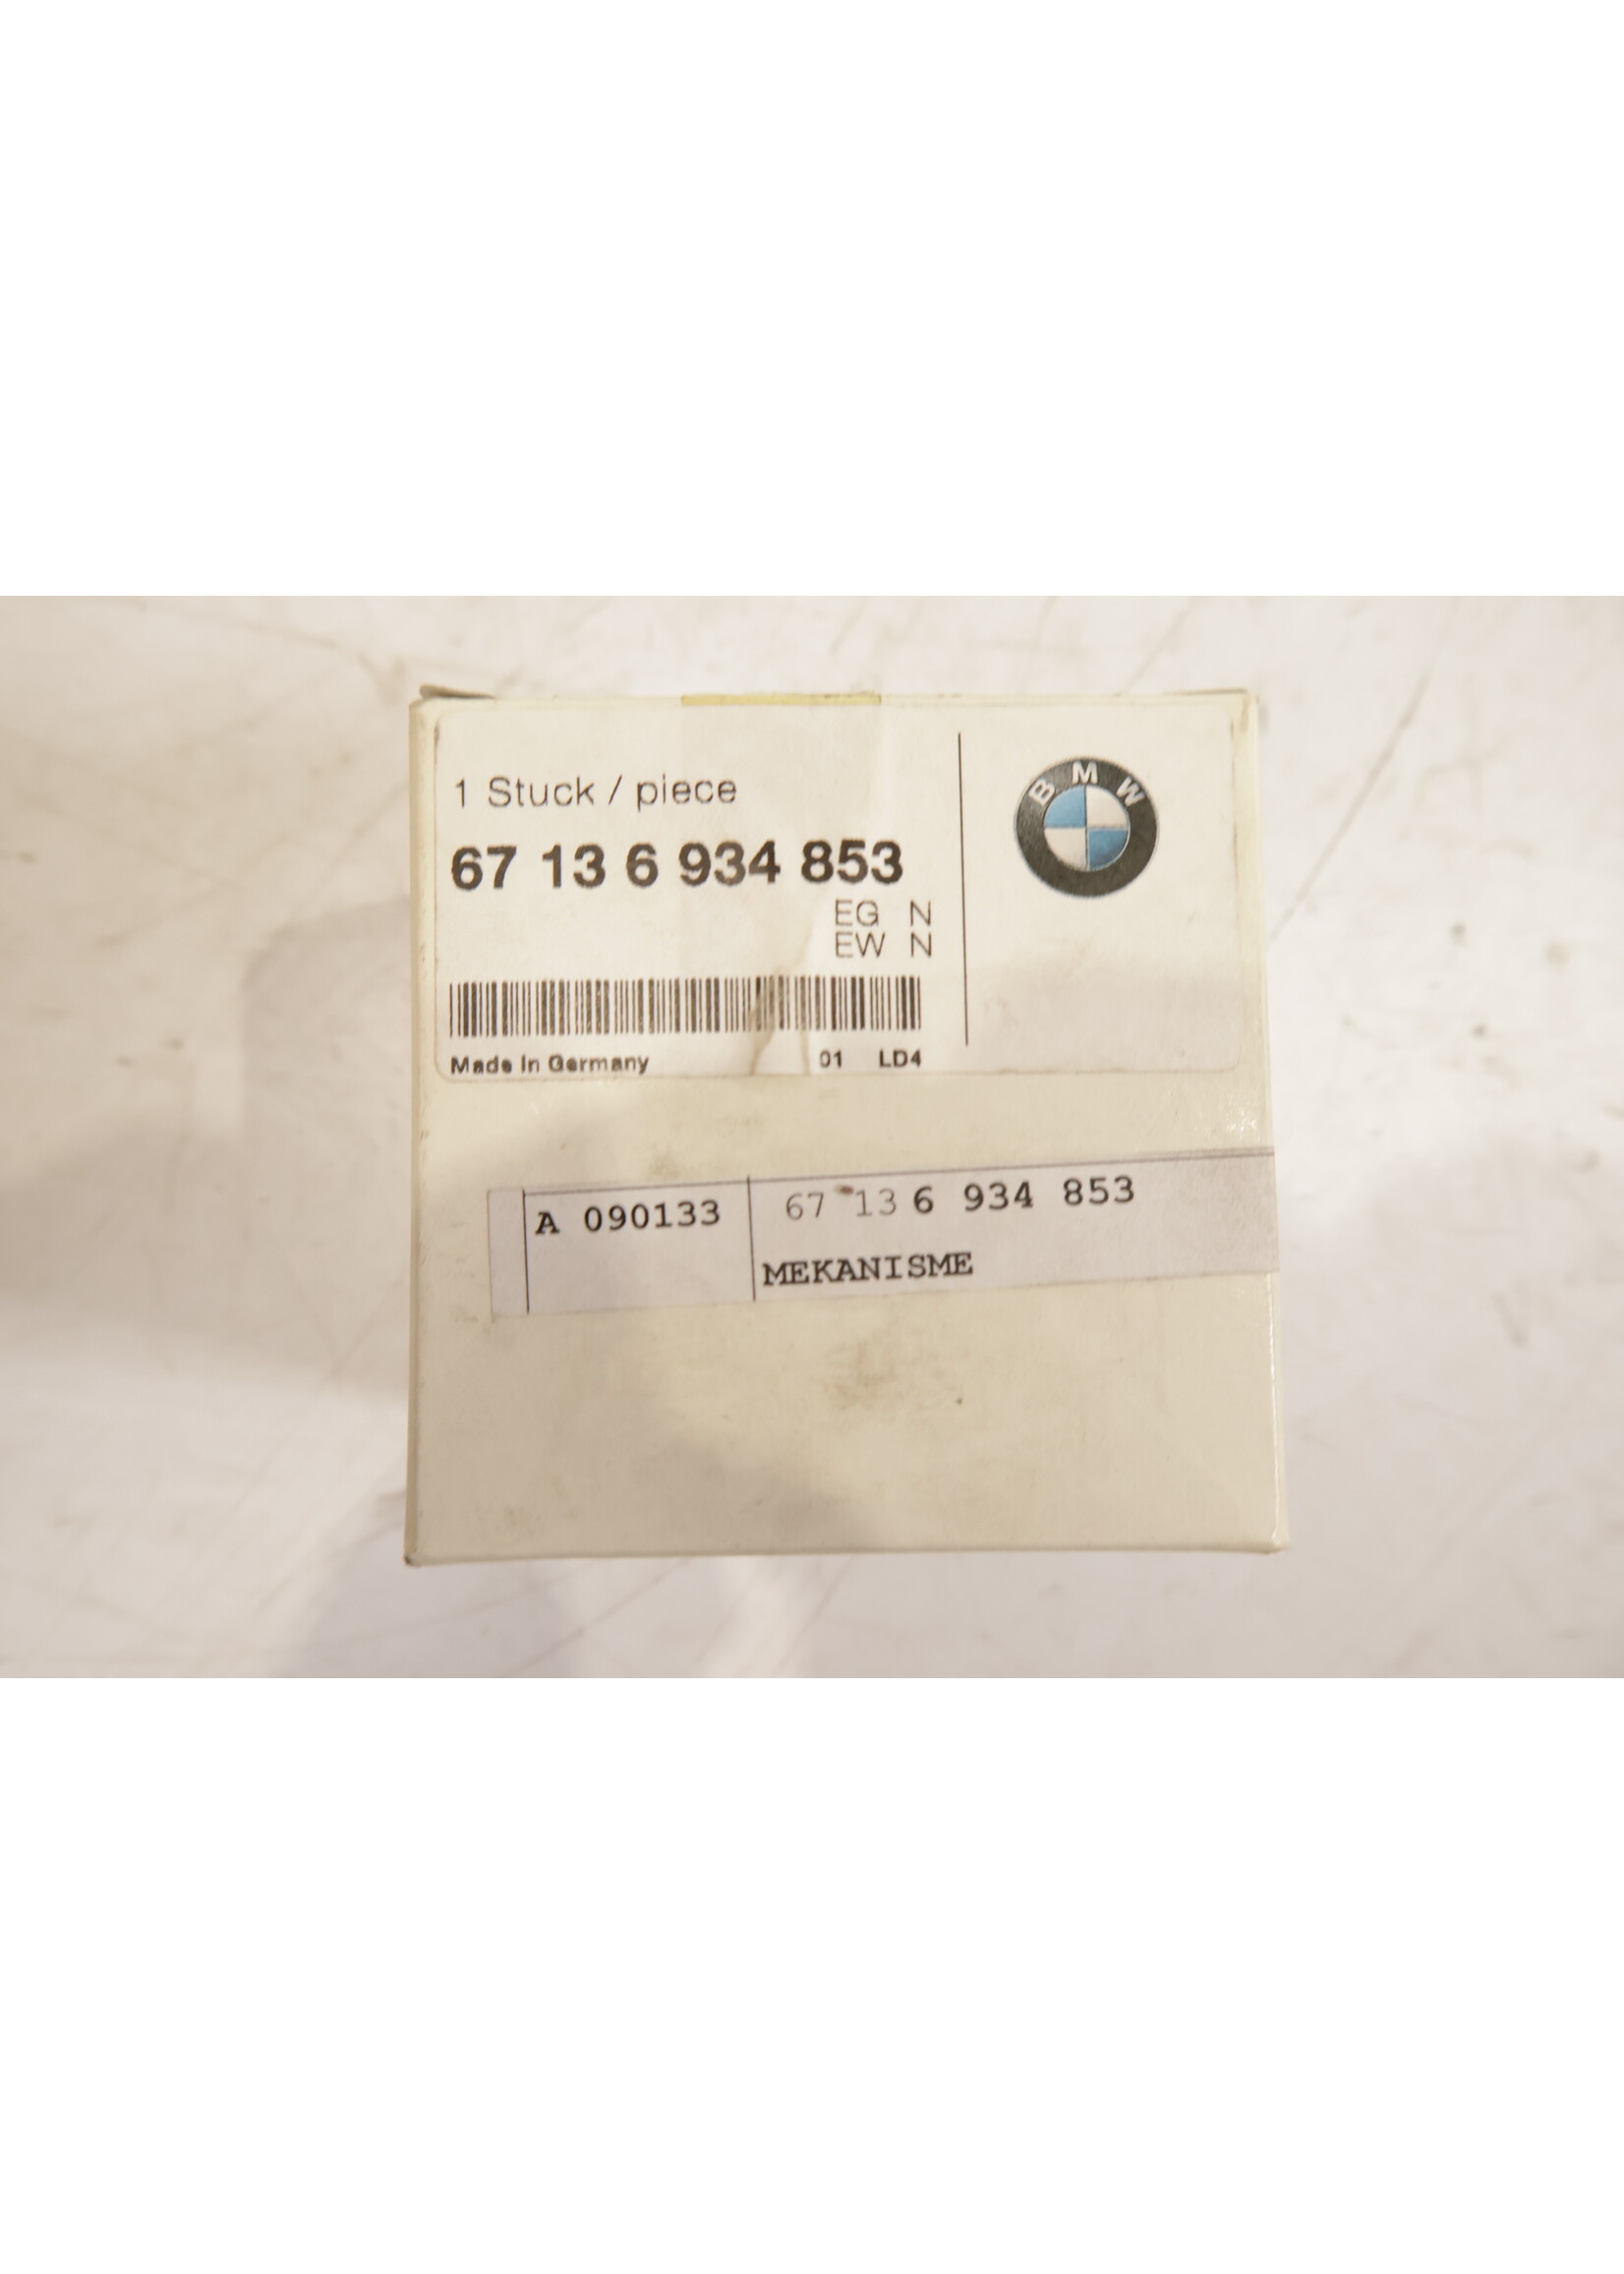 1 Stuck / piece
BMW
67 13 6 934 853
EG N
EW N
Made in Germany 01 LD4
A 090133 67 13 6 934 853
MEKANISME